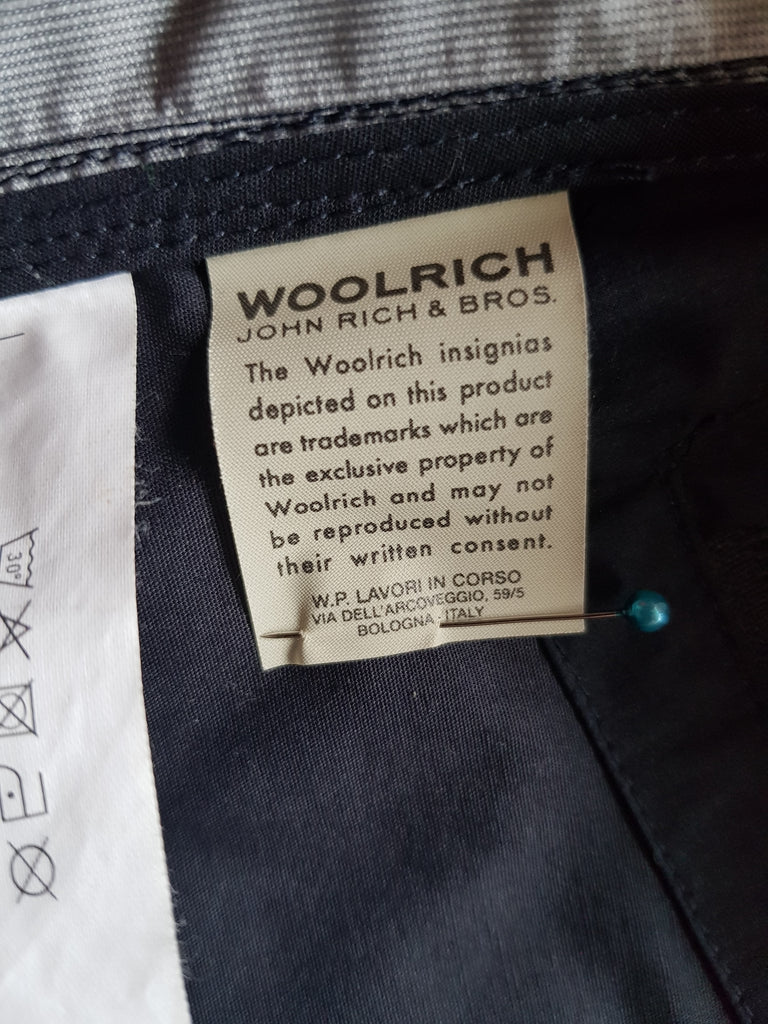 WOOLRICH
JOHN RICH & BROS.
The Woolrich insignias
depicted on this product
are trademarks which are
the exclusive property of
Woolrich and may not
be reproduced without
their written consent.
W.P. LAVORI IN CORSO
VIA DELL'ARCOVEGGIO, 59/5
BOLOGNA, ITALY
30°